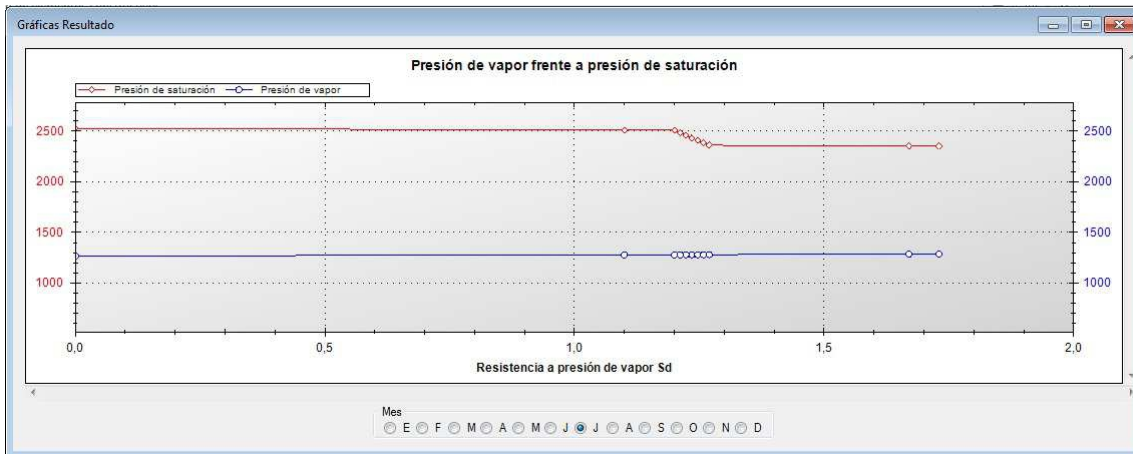 Gráficas Resultado
Presión de vapor frente a presión de saturación
Presión de saturación Presión de vapor
2500 2500
2000 2000
1500 1500
1000 1000
0,0 0,5 1,0 1,5 2,0
Resistencia a presión de vapor Sd
Mes
E F M A M J J A S O N D